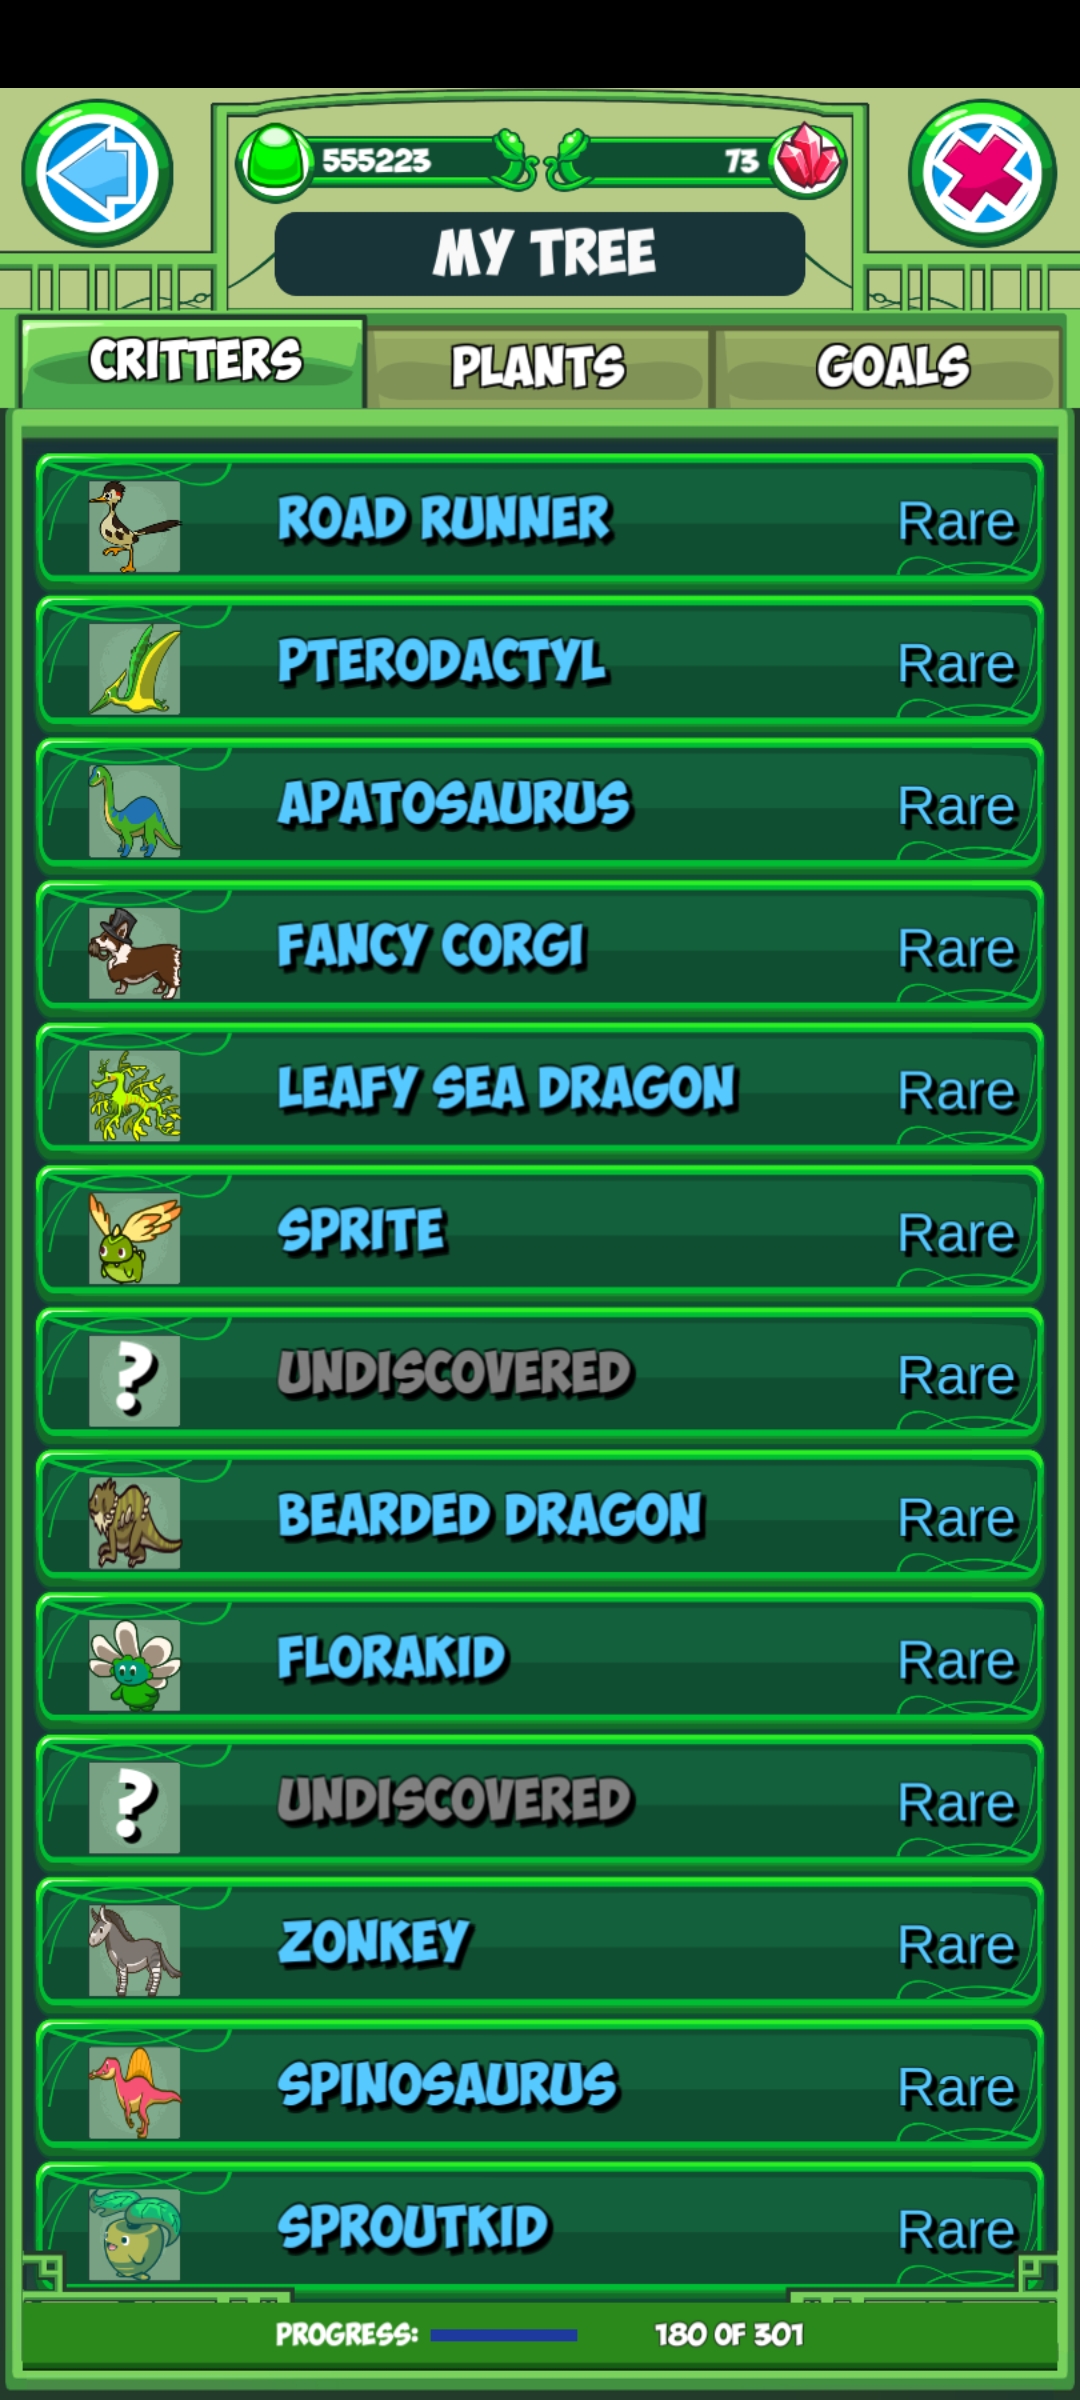 555223
73
MY TREE
CRITTERS
PLANTS
GOALS
ROAD RUNNER
Rare
PTERODACTYL
Rare
APATOSAURUS
Rare
FANCY CORGI
Rare
LEAFY SEA DRAGON
Rare
SPRITE
Rare
?
UNDISCOVERED
Rare
BEARDED DRAGON
Rare
FLORAKID
Rare
?
UNDISCOVERED
Rare
ZONKEY
Rare
SPINOSAURUS
Rare
SPROUTKID
Rare
PROGRESS:
180 OF 301